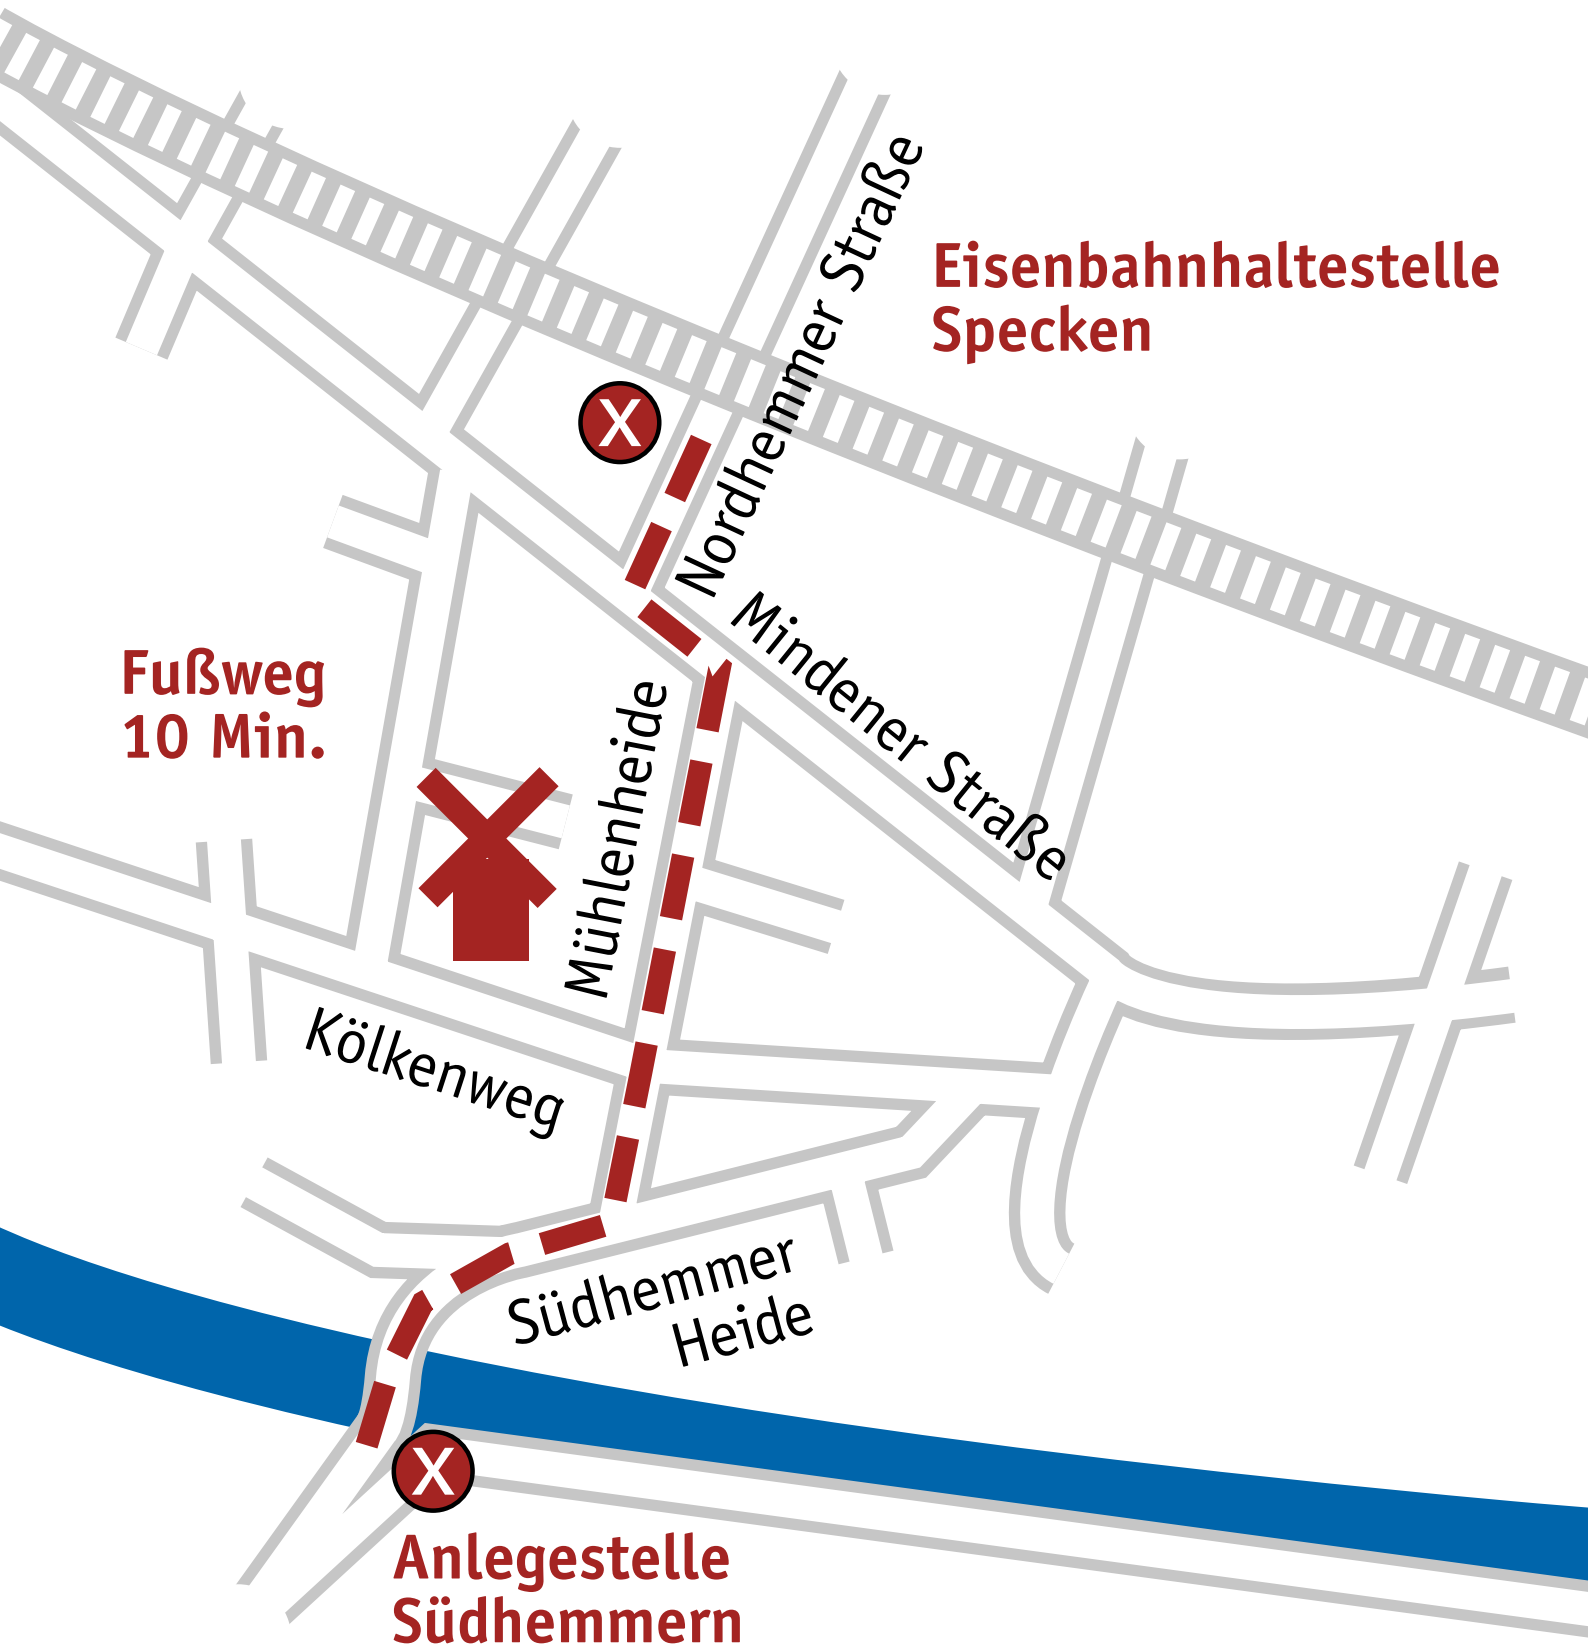 Nordhemmer Straße
Eisenbahnhaltestelle
Specken
X
Mindener Straße
Fußweg
10 Min.
Mühlenheide
Kölkenweg
Südhemmer
Heide
X
Anlegestelle
Südhemmern